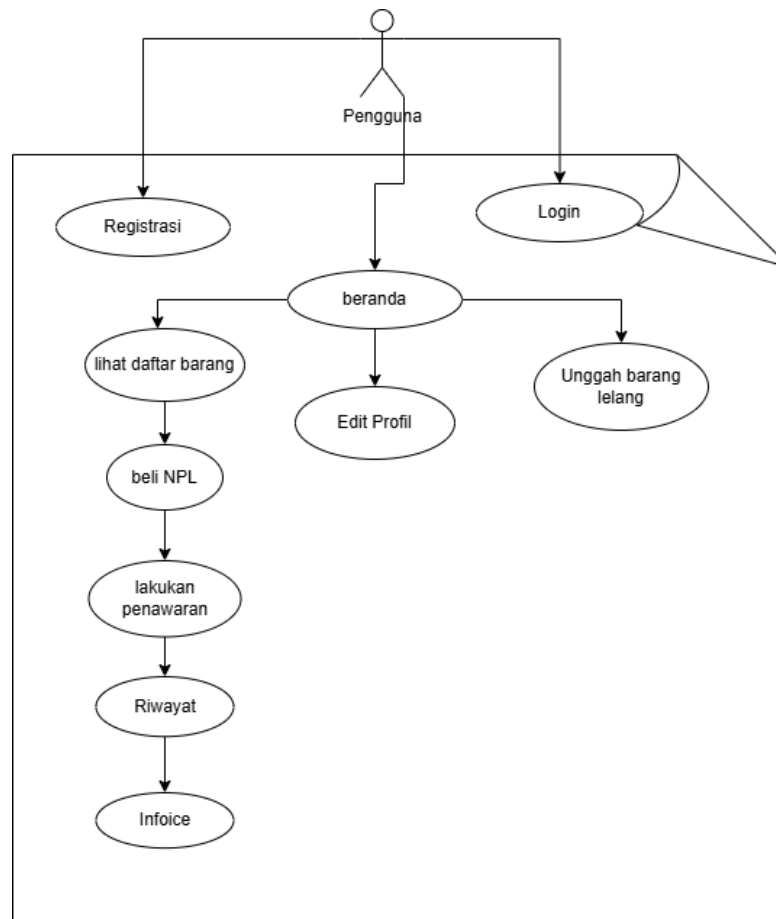 Pengguna
Registrasi
Login
beranda
lihat daftar barang
Edit Profil
Unggah barang
lelang
beli NPL
lakukan
penawaran
Riwayat
Infoice